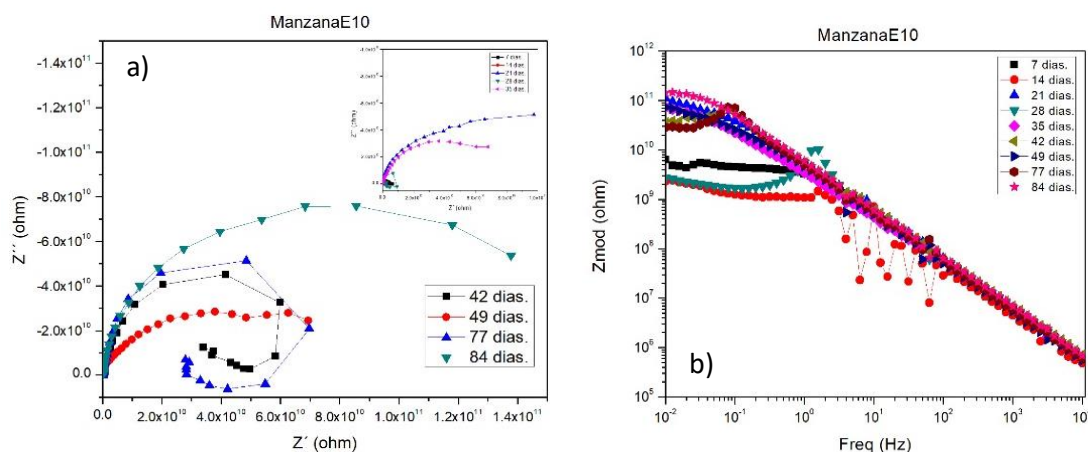 ManzanaE10
a)
Z´´ (ohm)
-1.4x10¹¹
-1.2x10¹¹
-1.0x10¹¹
-8.0x10¹⁰
-6.0x10¹⁰
-4.0x10¹⁰
-2.0x10¹⁰
0.0
0.0
2.0x10¹⁰
4.0x10¹⁰
6.0x10¹⁰
8.0x10¹⁰
1.0x10¹¹
1.2x10¹¹
1.4x10¹¹
Z´ (ohm)
7 dias.
14 dias.
21 dias.
28 dias.
35 dias.
Z´´ (ohm)
Z´ (ohm)
42 dias.
49 dias.
77 dias.
84 dias.
ManzanaE10
b)
Zmod (ohm)
10¹²
10¹¹
10¹⁰
10⁹
10⁸
10⁷
10⁶
10⁵
10⁻²
10⁻¹
10⁰
10¹
10²
10³
10⁴
Freq (Hz)
7 dias.
14 dias.
21 dias.
28 dias.
35 dias.
42 dias.
49 dias.
77 dias.
84 dias.